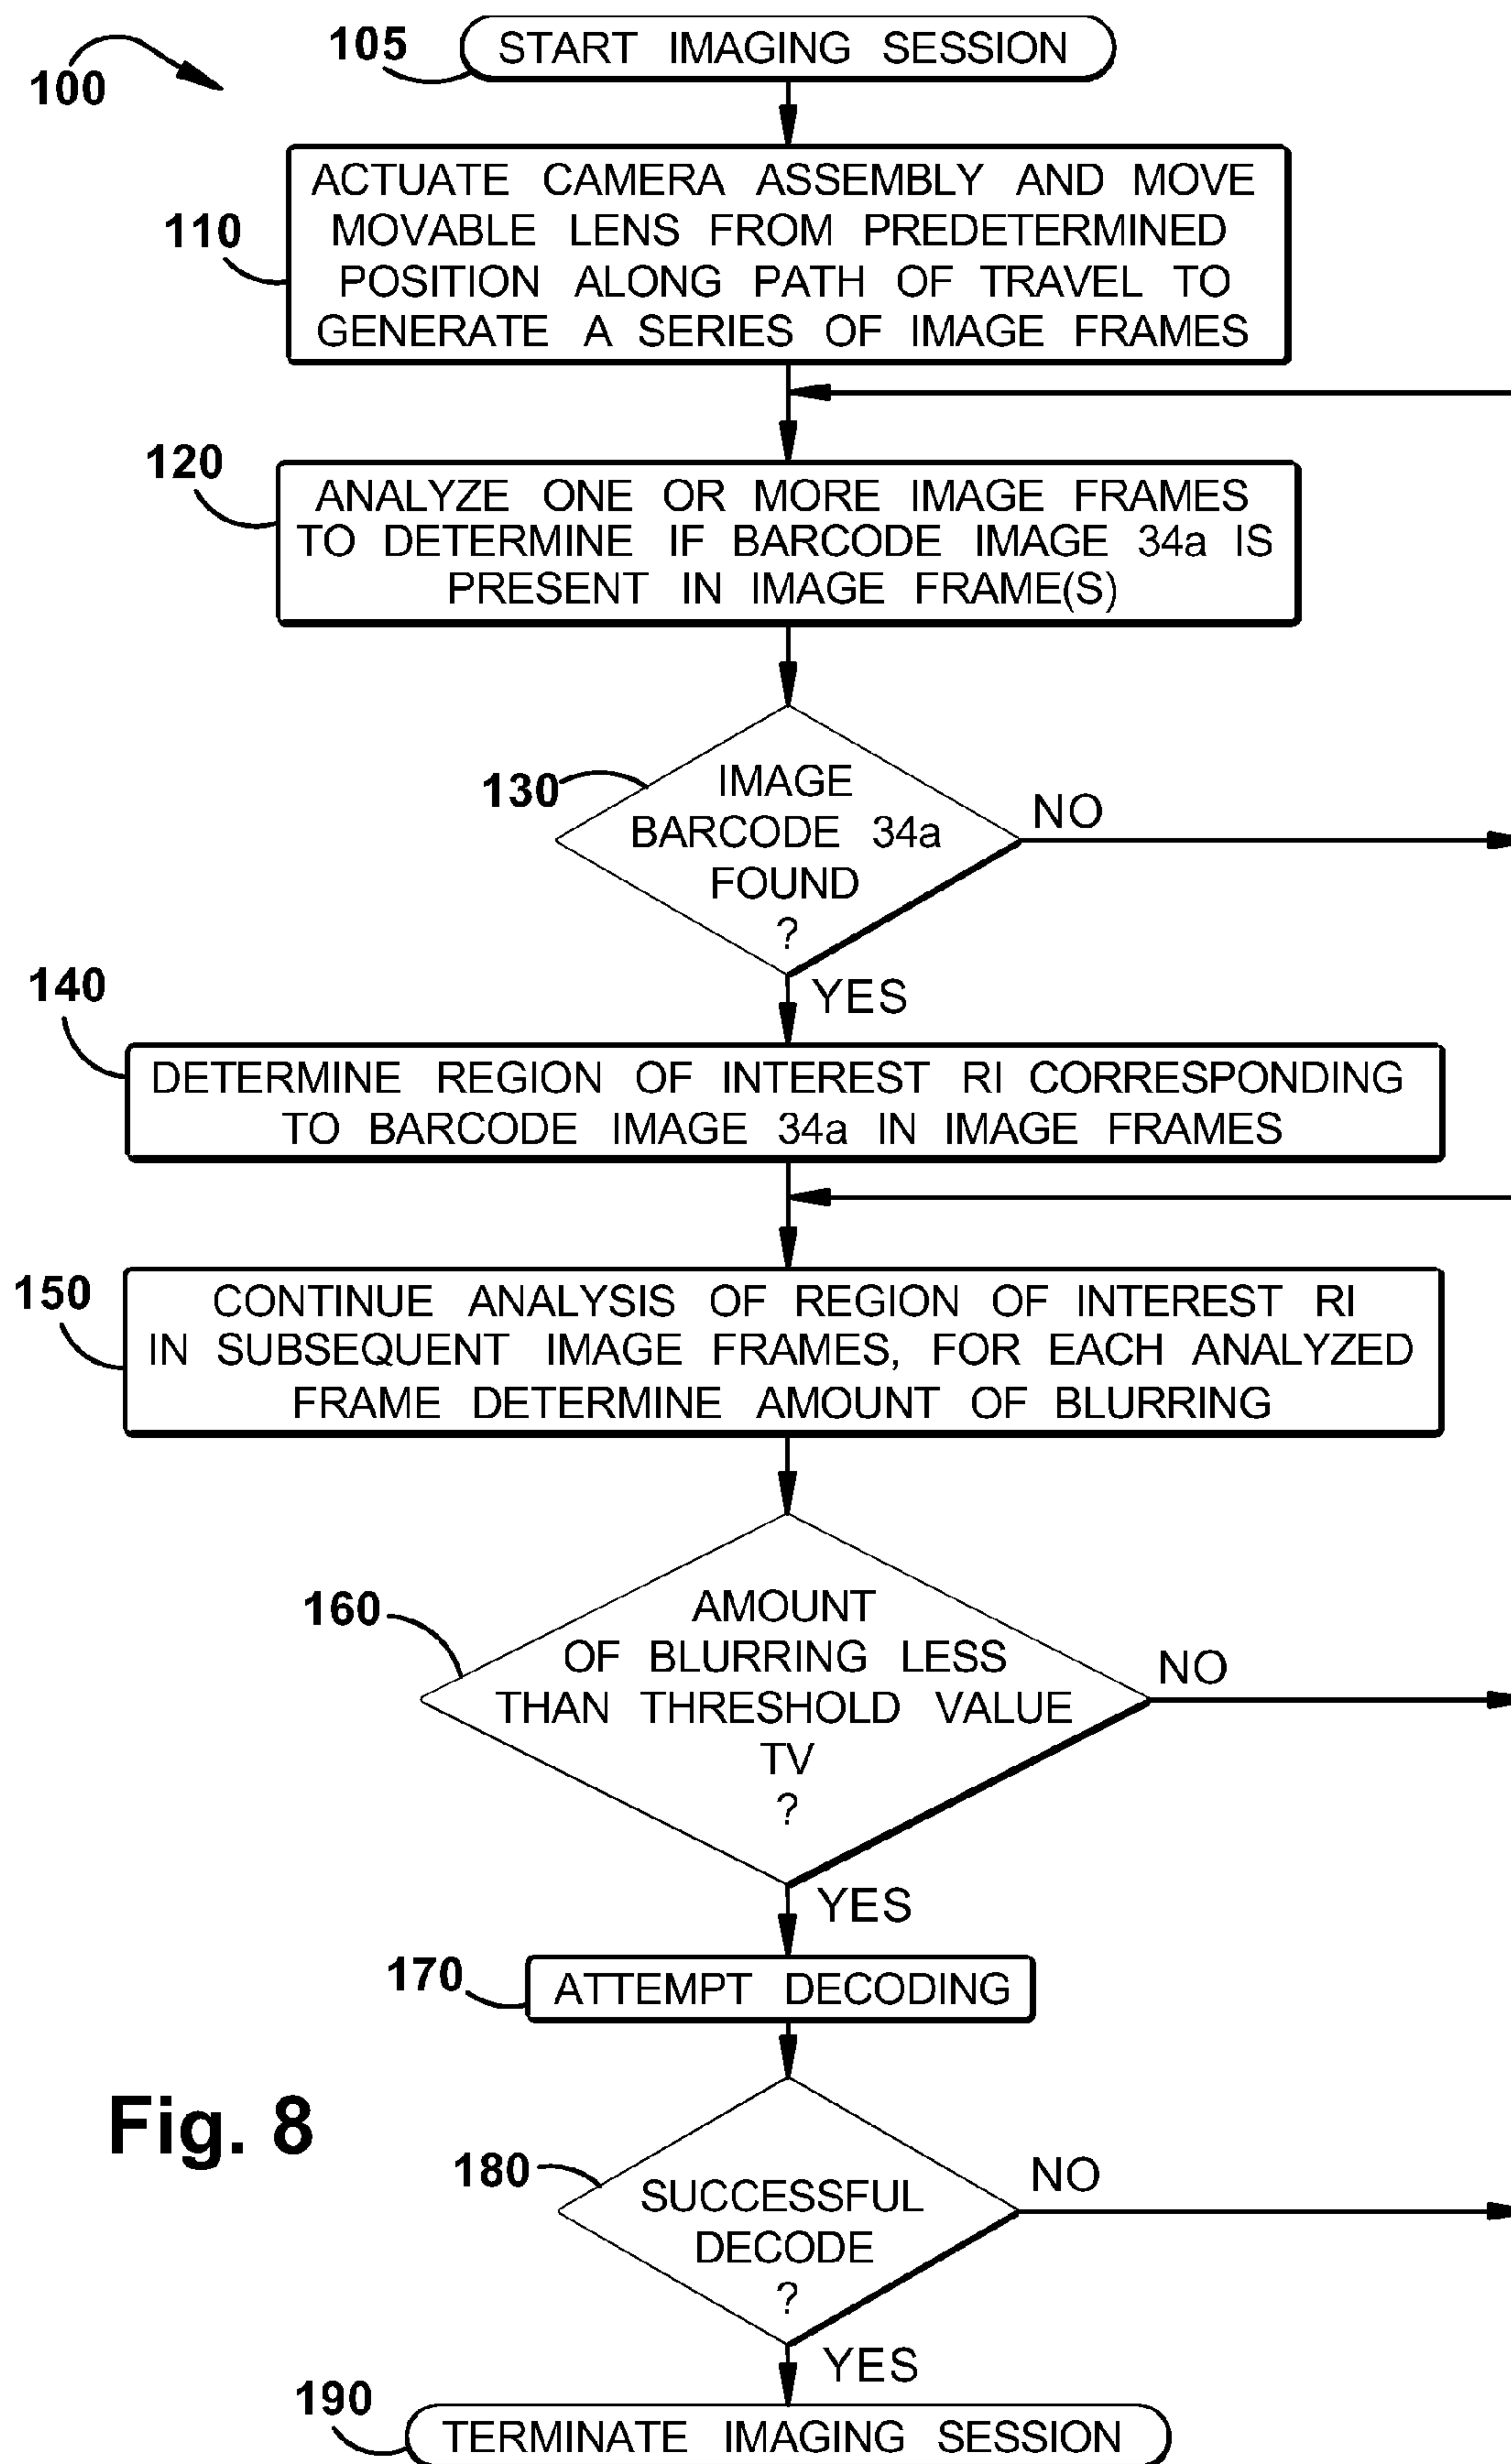 100
105
START IMAGING SESSION
110
ACTUATE CAMERA ASSEMBLY AND MOVE
MOVABLE LENS FROM PREDETERMINED
POSITION ALONG PATH OF TRAVEL TO
GENERATE A SERIES OF IMAGE FRAMES
120
ANALYZE ONE OR MORE IMAGE FRAMES
TO DETERMINE IF BARCODE IMAGE 34a IS
PRESENT IN IMAGE FRAME(S)
130
IMAGE
BARCODE 34a
FOUND
?
NO
YES
140
DETERMINE REGION OF INTEREST RI CORRESPONDING
TO BARCODE IMAGE 34a IN IMAGE FRAMES
150
CONTINUE ANALYSIS OF REGION OF INTEREST RI
IN SUBSEQUENT IMAGE FRAMES, FOR EACH ANALYZED
FRAME DETERMINE AMOUNT OF BLURRING
160
AMOUNT
OF BLURRING LESS
THAN THRESHOLD VALUE
TV
?
NO
YES
170
ATTEMPT DECODING
Fig. 8
180
SUCCESSFUL
DECODE
?
NO
YES
190
TERMINATE IMAGING SESSION